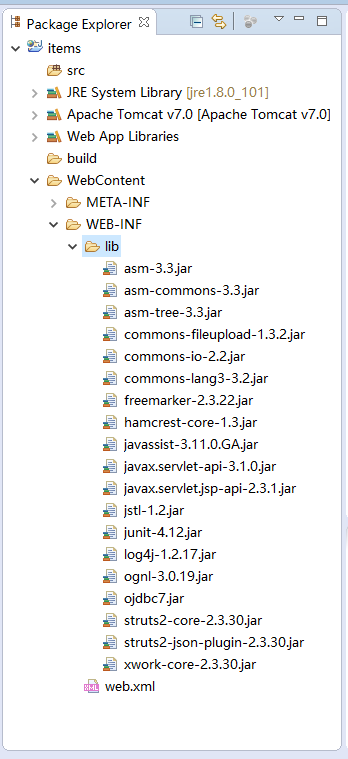 Package Explorer
items
src
JRE System Library [jre1.8.0_101]
Apache Tomcat v7.0 [Apache Tomcat v7.0]
Web App Libraries
build
WebContent
META-INF
WEB-INF
lib
asm-3.3.jar
asm-commons-3.3.jar
asm-tree-3.3.jar
commons-fileupload-1.3.2.jar
commons-io-2.2.jar
commons-lang3-3.2.jar
freemarker-2.3.22.jar
hamcrest-core-1.3.jar
javassist-3.11.0.GA.jar
javax.servlet-api-3.1.0.jar
javax.servlet.jsp-api-2.3.1.jar
jstl-1.2.jar
junit-4.12.jar
log4j-1.2.17.jar
ognl-3.0.19.jar
ojdbc7.jar
struts2-core-2.3.30.jar
struts2-json-plugin-2.3.30.jar
xwork-core-2.3.30.jar
web.xml